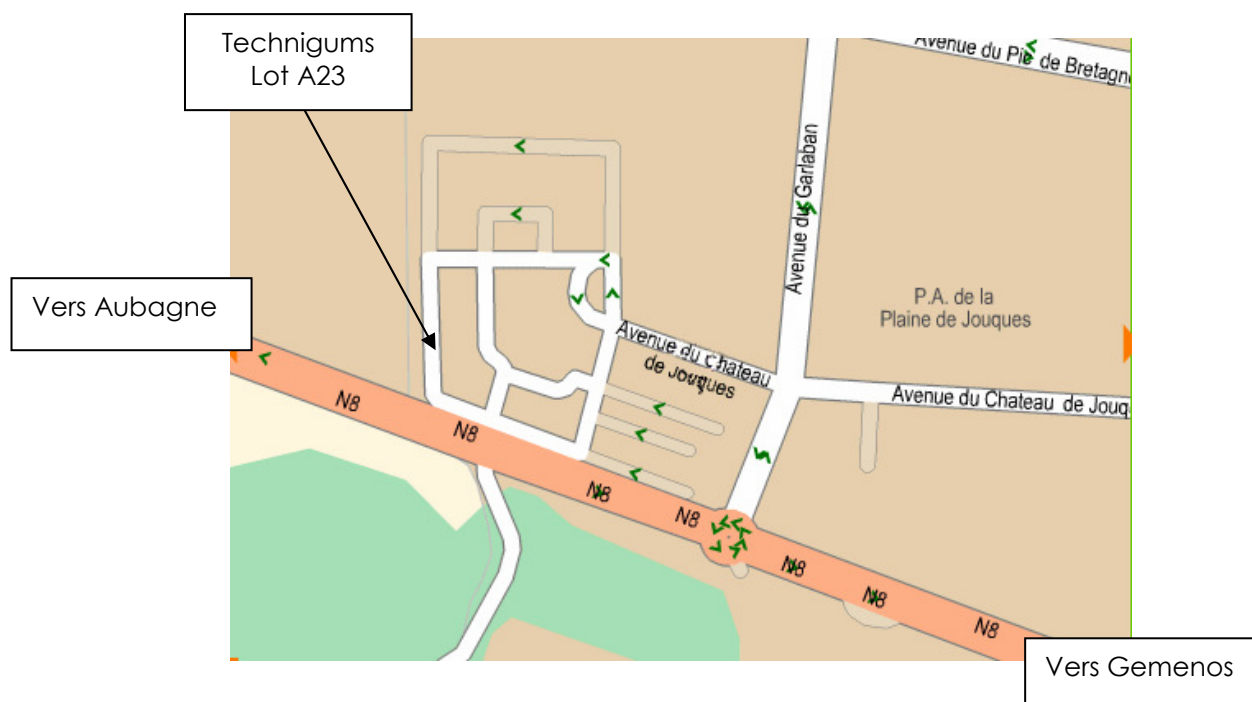 Technigums
Lot A23
Avenue du Pic de Bretagne
Avenue du Garlaban
Vers Aubagne
P.A. de la
Plaine de Jouques
Avenue du Chateau
de Jouques
Avenue du Chateau de Jouq
N8
N8
N8
N8
N8
N8
N8
Vers Gemenos